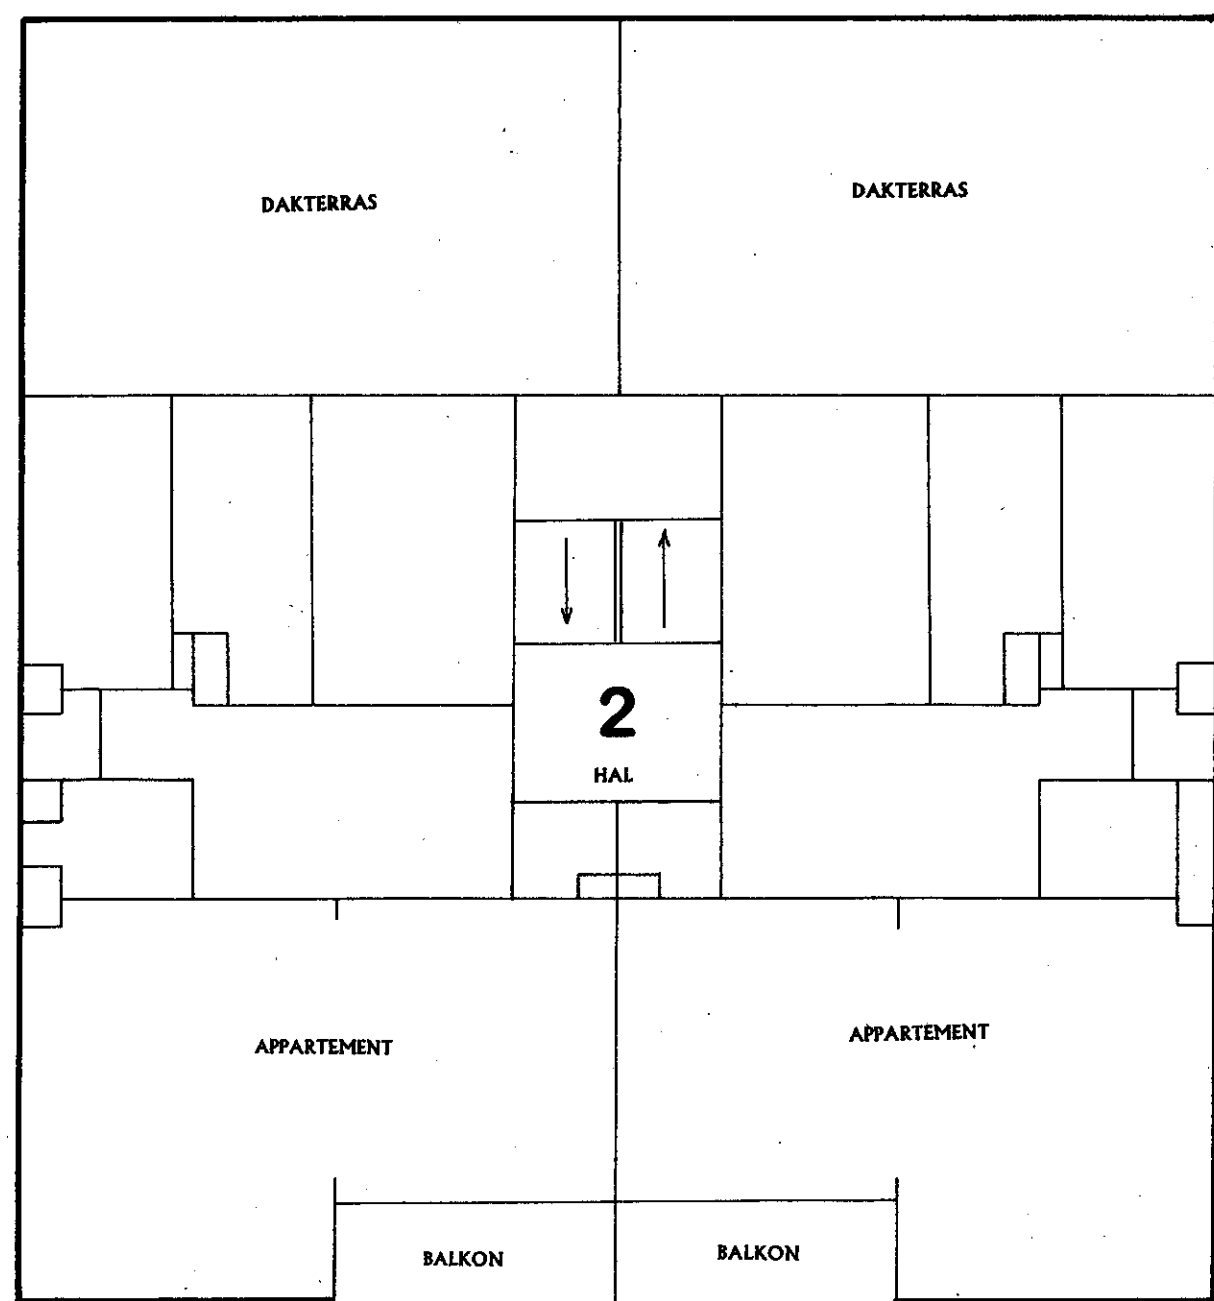 DAKTERRAS
DAKTERRAS
2
HAL
APPARTEMENT
APPARTEMENT
BALKON
BALKON